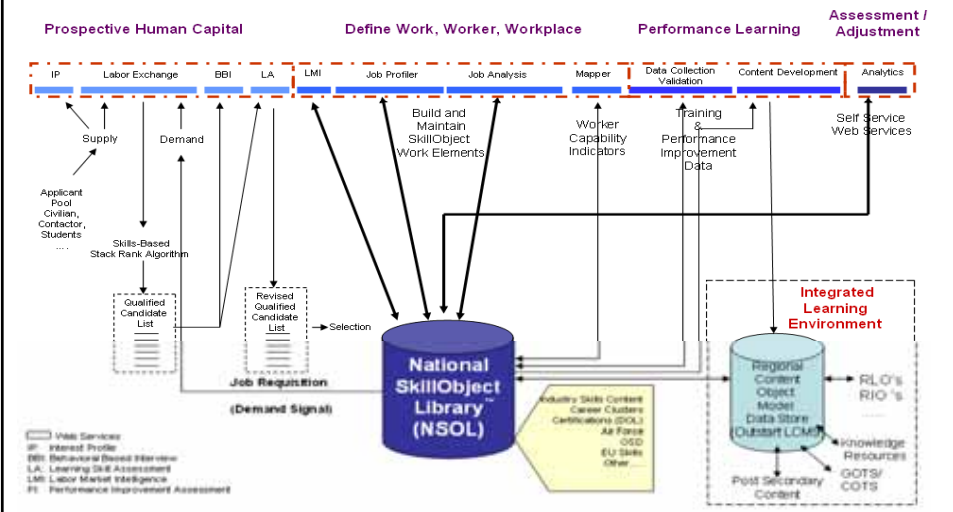 Prospective Human Capital
Define Work, Worker, Workplace
Performance Learning
Assessment /
Adjustment
IP
Labor Exchange
BBI
LA
LMI
Job Profiler
Job Analysis
Mapper
Data Collection
Validation
Content Development
Analytics
Supply
Demand
Build and
Maintain
SkillObject
Work Elements
Worker
Capability
Indicators
Training
&
Performance
Improvement
Data
Self Service
Web Services
Applicant
Pool
Civilian,
Contactor,
Students
... .
Skills-Based
Stack Rank Algorithm
Qualified
Candidate
List
Revised
Qualified
Candidate
List
Selection
Integrated
Learning
Environment
National
SkillObject
Library™
(NSOL)
Job Requisition
(Demand Signal)
Industry Skills Content
Career Clusters
Certifications (DOL)
Air Force
OSD
EU Skills
Other....
Regional
Content
Object
Model
Data Store
(Outstart LCMS)
RLO's
RIO 's
......
Knowledge
Resources
GOTS/
COTS
Post Secondary
Content
Web Services
IP: Interest Profile
BBI: Behavioral Based Interview
LA: Learning Skill Assessment
LMI: Labor Market Intelligence
PI: Performance Improvement Assessment